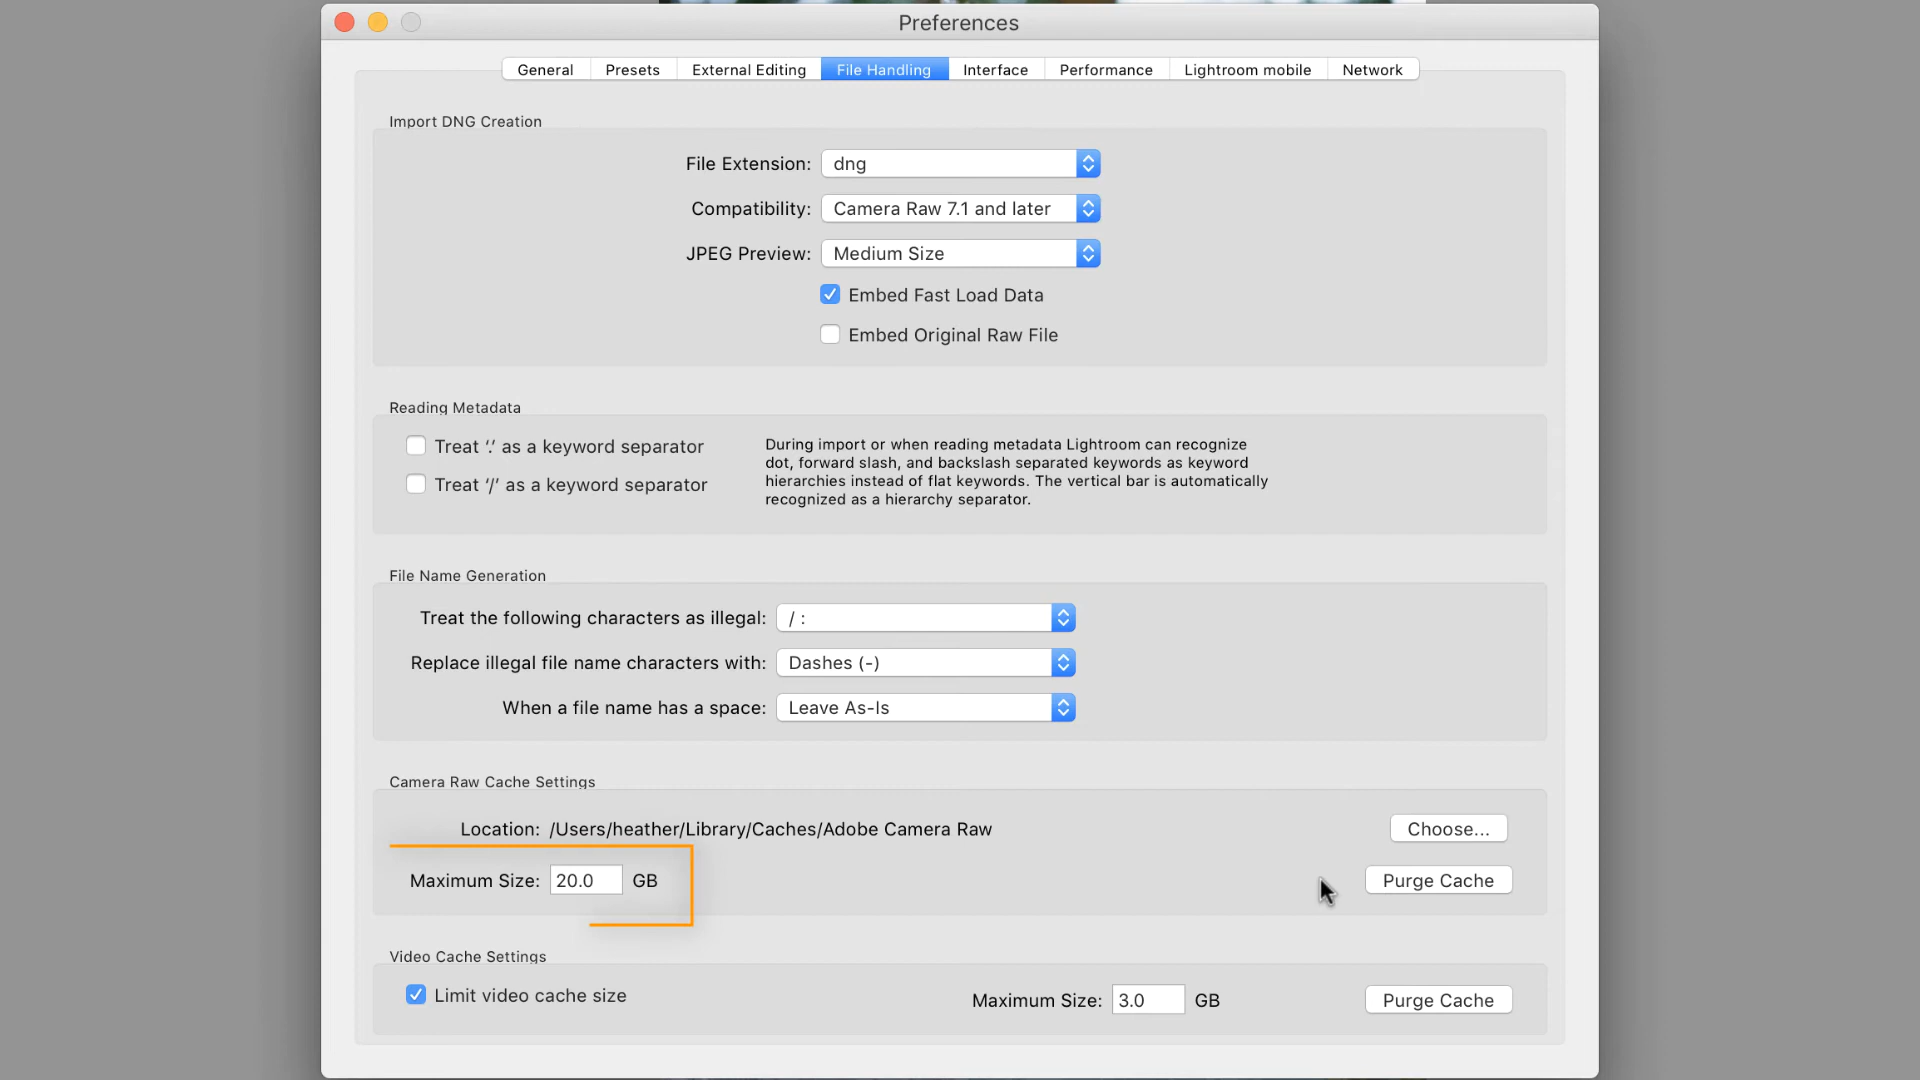 Preferences
General Presets External Editing File Handling Interface Performance Lightroom mobile Network
Import DNG Creation
File Extension: dng
Compatibility: Camera Raw 7.1 and later
JPEG Preview: Medium Size
Embed Fast Load Data
Embed Original Raw File
Reading Metadata
Treat ‘.’ as a keyword separator
Treat ‘/’ as a keyword separator
During import or when reading metadata Lightroom can recognize
dot, forward slash, and backslash separated keywords as keyword
hierarchies instead of flat keywords. The vertical bar is automatically
recognized as a hierarchy separator.
File Name Generation
Treat the following characters as illegal: / :
Replace illegal file name characters with: Dashes (-)
When a file name has a space: Leave As-Is
Camera Raw Cache Settings
Location: /Users/heather/Library/Caches/Adobe Camera Raw Choose...
Maximum Size: 20.0 GB Purge Cache
Video Cache Settings
Limit video cache size Maximum Size: 3.0 GB Purge Cache